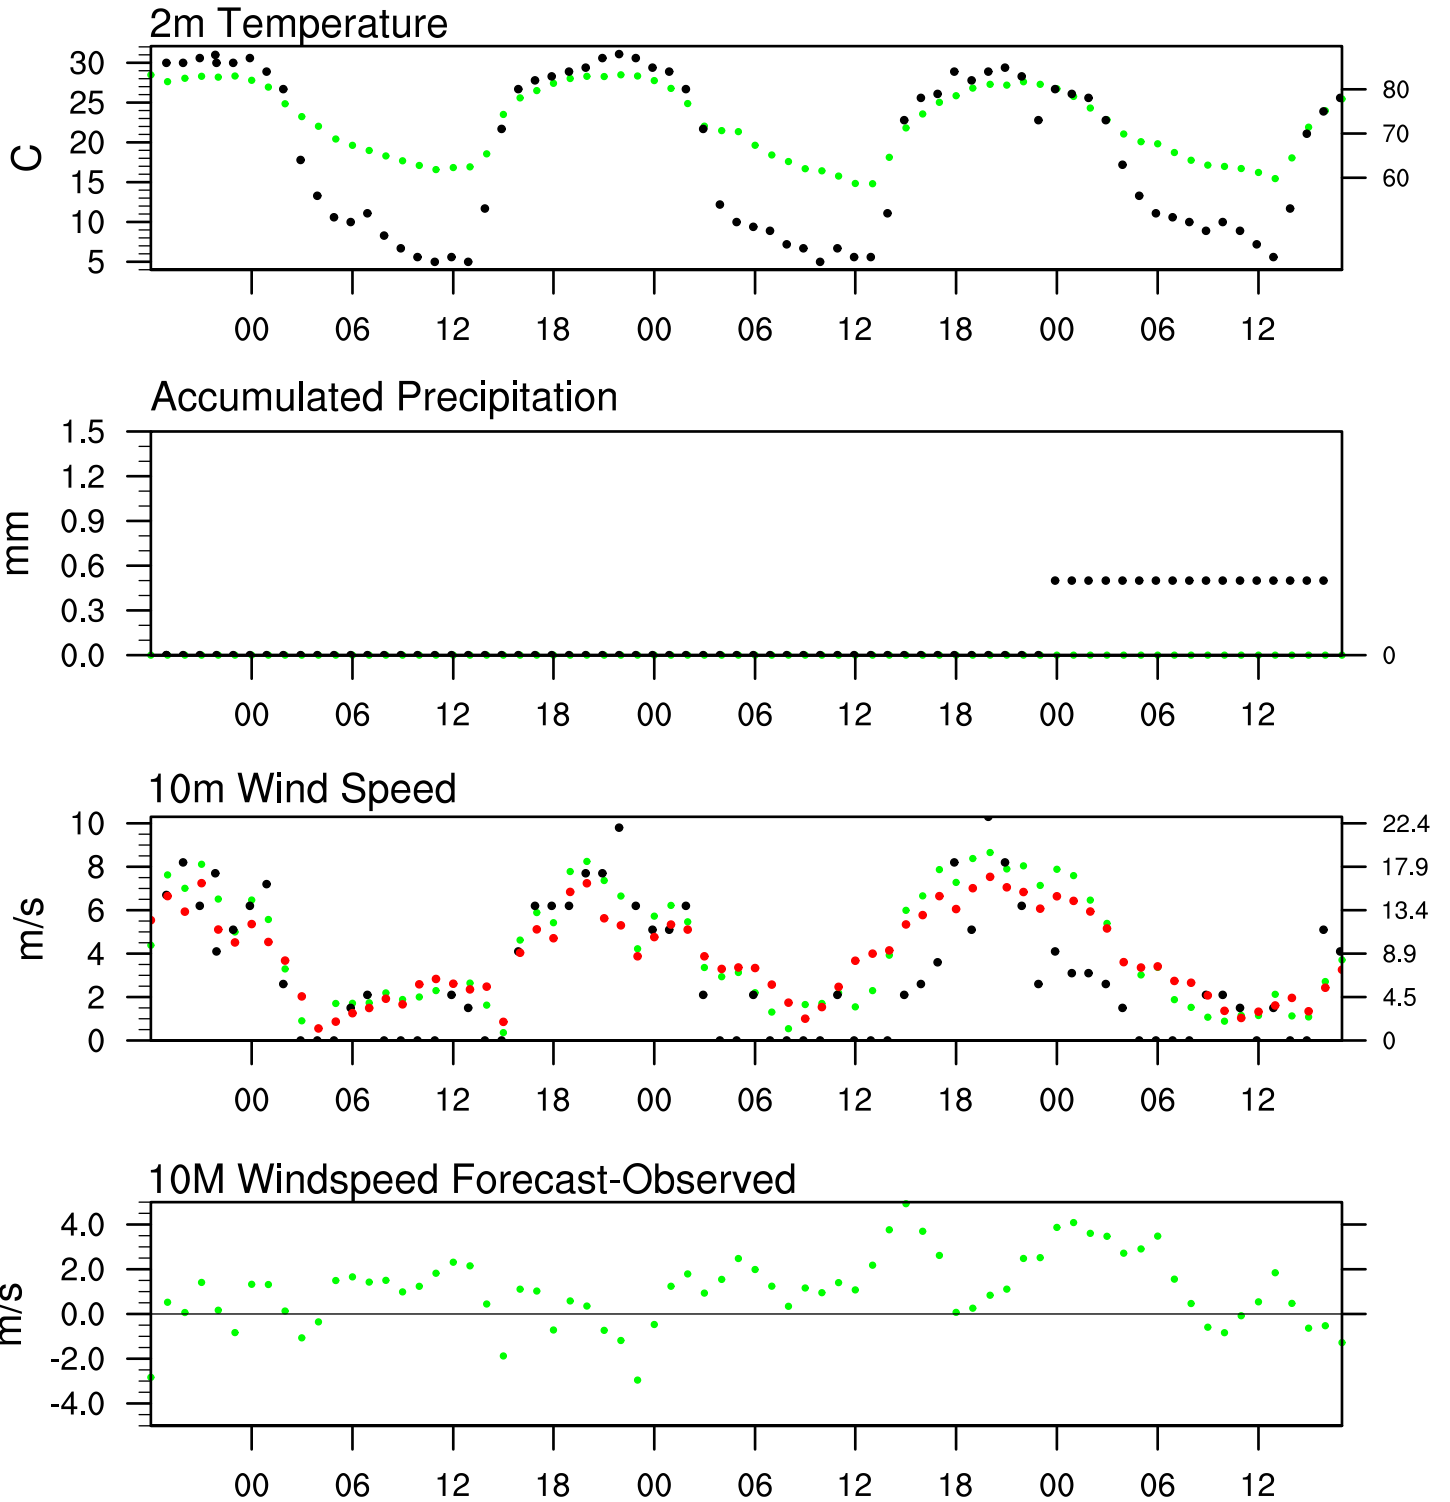 2m Temperature
30
25
20
15
10
5
C
80
70
60
00 06 12 18 00 06 12 18 00 06 12
Accumulated Precipitation
1.5
1.2
0.9
0.6
0.3
0.0
mm
0
00 06 12 18 00 06 12 18 00 06 12
10m Wind Speed
10
8
6
4
2
0
m/s
22.4
17.9
13.4
8.9
4.5
0
00 06 12 18 00 06 12 18 00 06 12
10M Windspeed Forecast-Observed
4.0
2.0
0.0
-2.0
-4.0
m/s
00 06 12 18 00 06 12 18 00 06 12